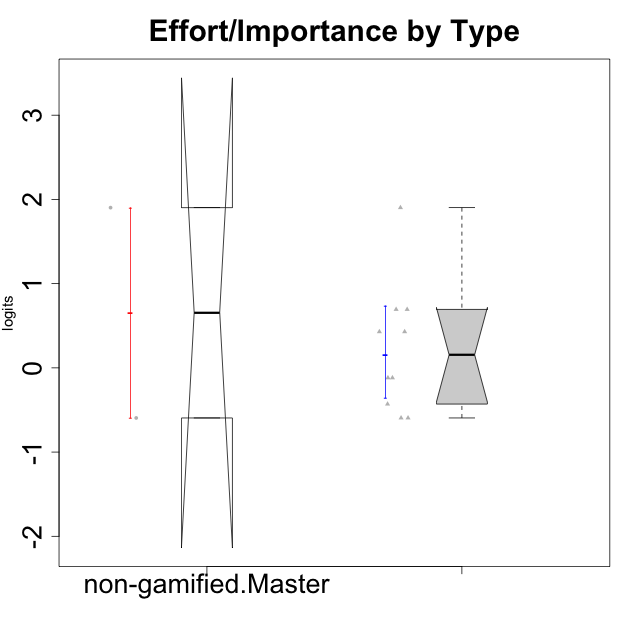 Effort/Importance by Type
3
2
1
0
-1
-2
logits
non-gamified.Master